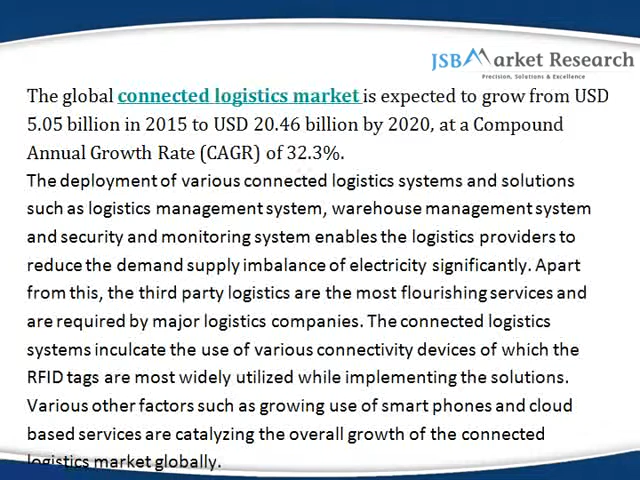 JSB Market Research
Precision, Solutions & Excellence
The global connected logistics market is expected to grow from USD
5.05 billion in 2015 to USD 20.46 billion by 2020, at a Compound
Annual Growth Rate (CAGR) of 32.3%.
The deployment of various connected logistics systems and solutions
such as logistics management system, warehouse management system
and security and monitoring system enables the logistics providers to
reduce the demand supply imbalance of electricity significantly. Apart
from this, the third party logistics are the most flourishing services and
are required by major logistics companies. The connected logistics
systems inculcate the use of various connectivity devices of which the
RFID tags are most widely utilized while implementing the solutions.
Various other factors such as growing use of smart phones and cloud
based services are catalyzing the overall growth of the connected
logistics market globally.